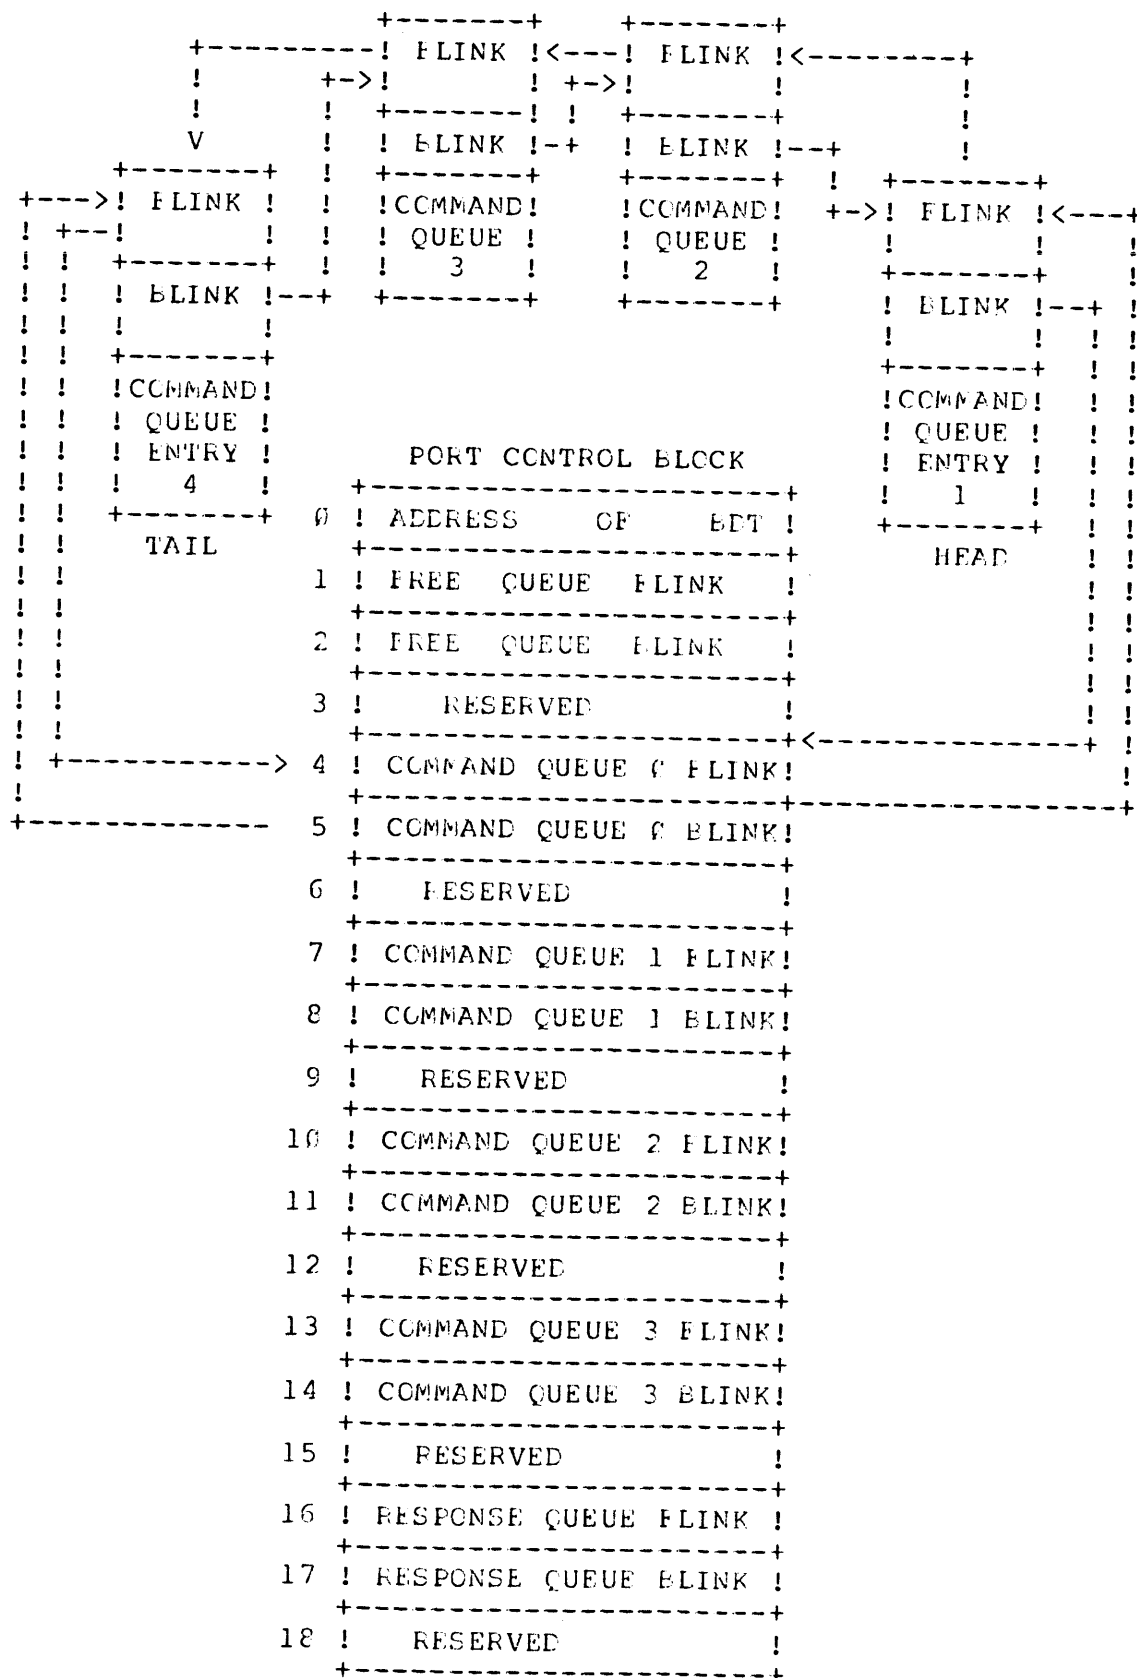 FLINK FLINK
BLINK BLINK
FLINK COMMAND COMMAND FLINK
QUEUE QUEUE
3 2
BLINK BLINK
COMMAND COMMAND
QUEUE QUEUE
ENTRY PORT CONTROL BLOCK ENTRY
4 1
0 ADDRESS OF BDT
TAIL HEAD
1 FREE QUEUE FLINK
2 FREE QUEUE BLINK
3 RESERVED
4 COMMAND QUEUE 0 FLINK
5 COMMAND QUEUE 0 BLINK
6 RESERVED
7 COMMAND QUEUE 1 FLINK
8 COMMAND QUEUE 1 BLINK
9 RESERVED
10 COMMAND QUEUE 2 FLINK
11 COMMAND QUEUE 2 BLINK
12 RESERVED
13 COMMAND QUEUE 3 FLINK
14 COMMAND QUEUE 3 BLINK
15 RESERVED
16 RESPONSE QUEUE FLINK
17 RESPONSE QUEUE BLINK
18 RESERVED